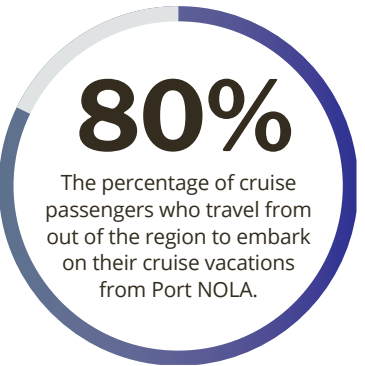 80%
The percentage of cruise
passengers who travel from
out of the region to embark
on their cruise vacations
from Port NOLA.